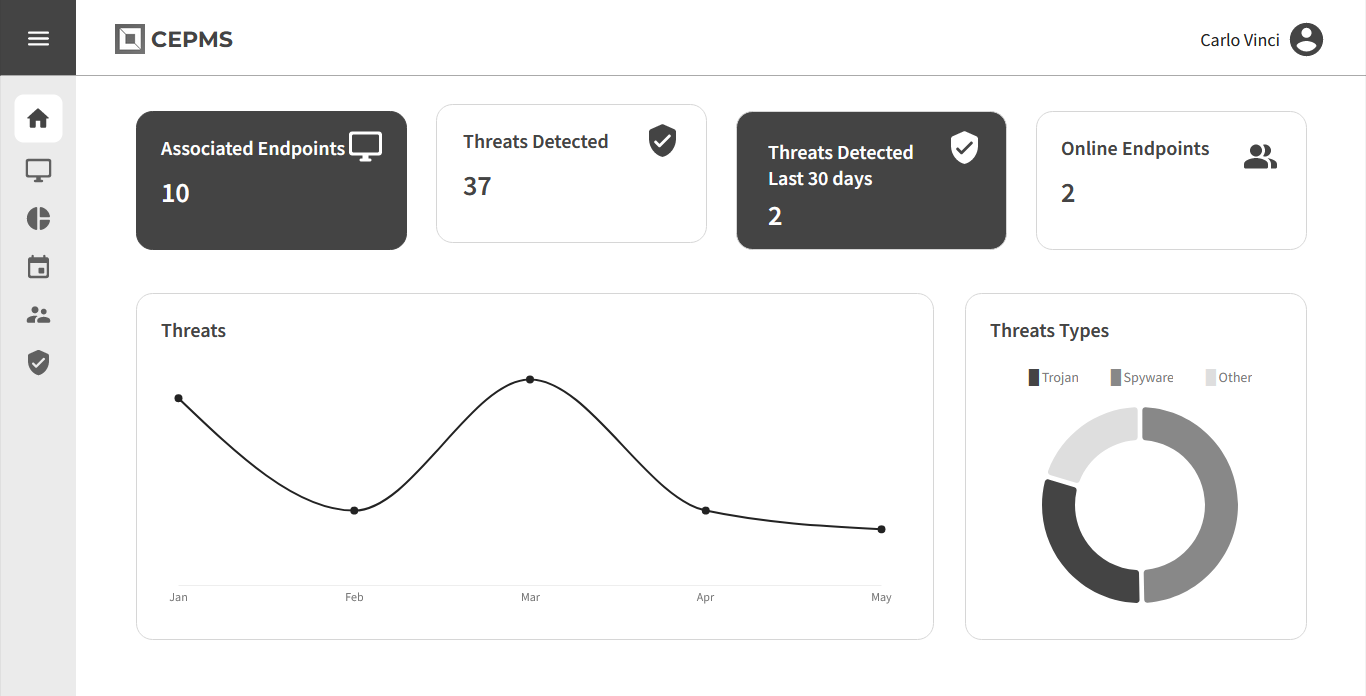 CEPMS
Carlo Vinci
Associated Endpoints
10
Threats Detected
37
Threats Detected
Last 30 days
2
Online Endpoints
2
Threats
Jan Feb Mar Apr May
Threats Types
Trojan Spyware Other